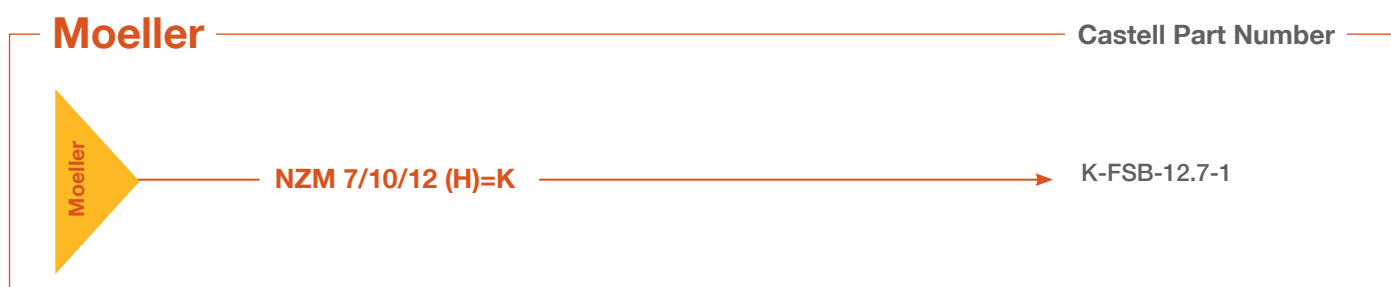 Moeller
Castell Part Number
Moeller
NZM 7/10/12 (H)=K
K-FSB-12.7-1